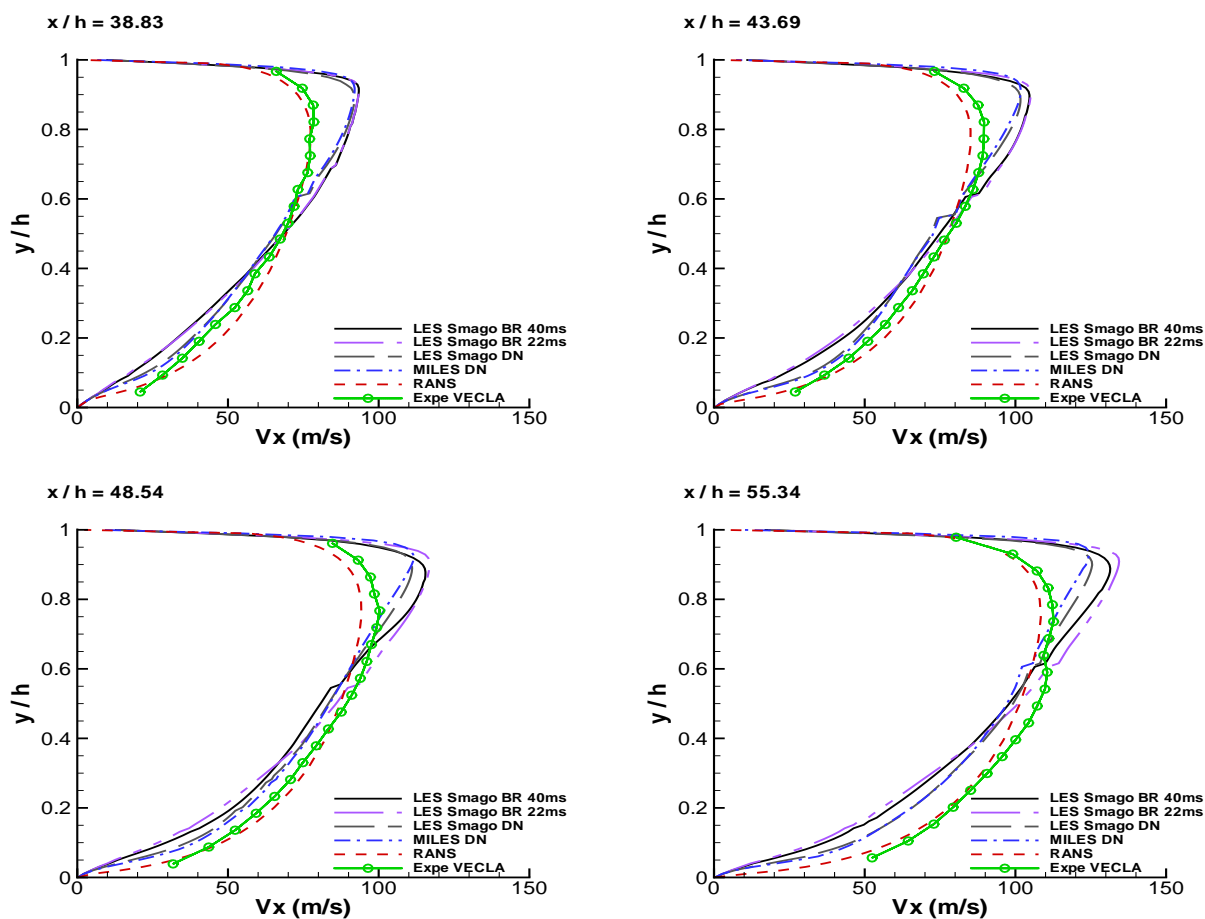 x / h = 38.83
y / h
1
0.8
0.6
0.4
0.2
0
0
50
100
150
Vx (m/s)
LES Smago BR 40ms
LES Smago BR 22ms
LES Smago DN
MILES DN
RANS
Expe VECLA
x / h = 43.69
y / h
1
0.8
0.6
0.4
0.2
0
0
50
100
150
Vx (m/s)
LES Smago BR 40ms
LES Smago BR 22ms
LES Smago DN
MILES DN
RANS
Expe VECLA
x / h = 48.54
y / h
1
0.8
0.6
0.4
0.2
0
0
50
100
150
Vx (m/s)
LES Smago BR 40ms
LES Smago BR 22ms
LES Smago DN
MILES DN
RANS
Expe VECLA
x / h = 55.34
y / h
1
0.8
0.6
0.4
0.2
0
0
50
100
150
Vx (m/s)
LES Smago BR 40ms
LES Smago BR 22ms
LES Smago DN
MILES DN
RANS
Expe VECLA